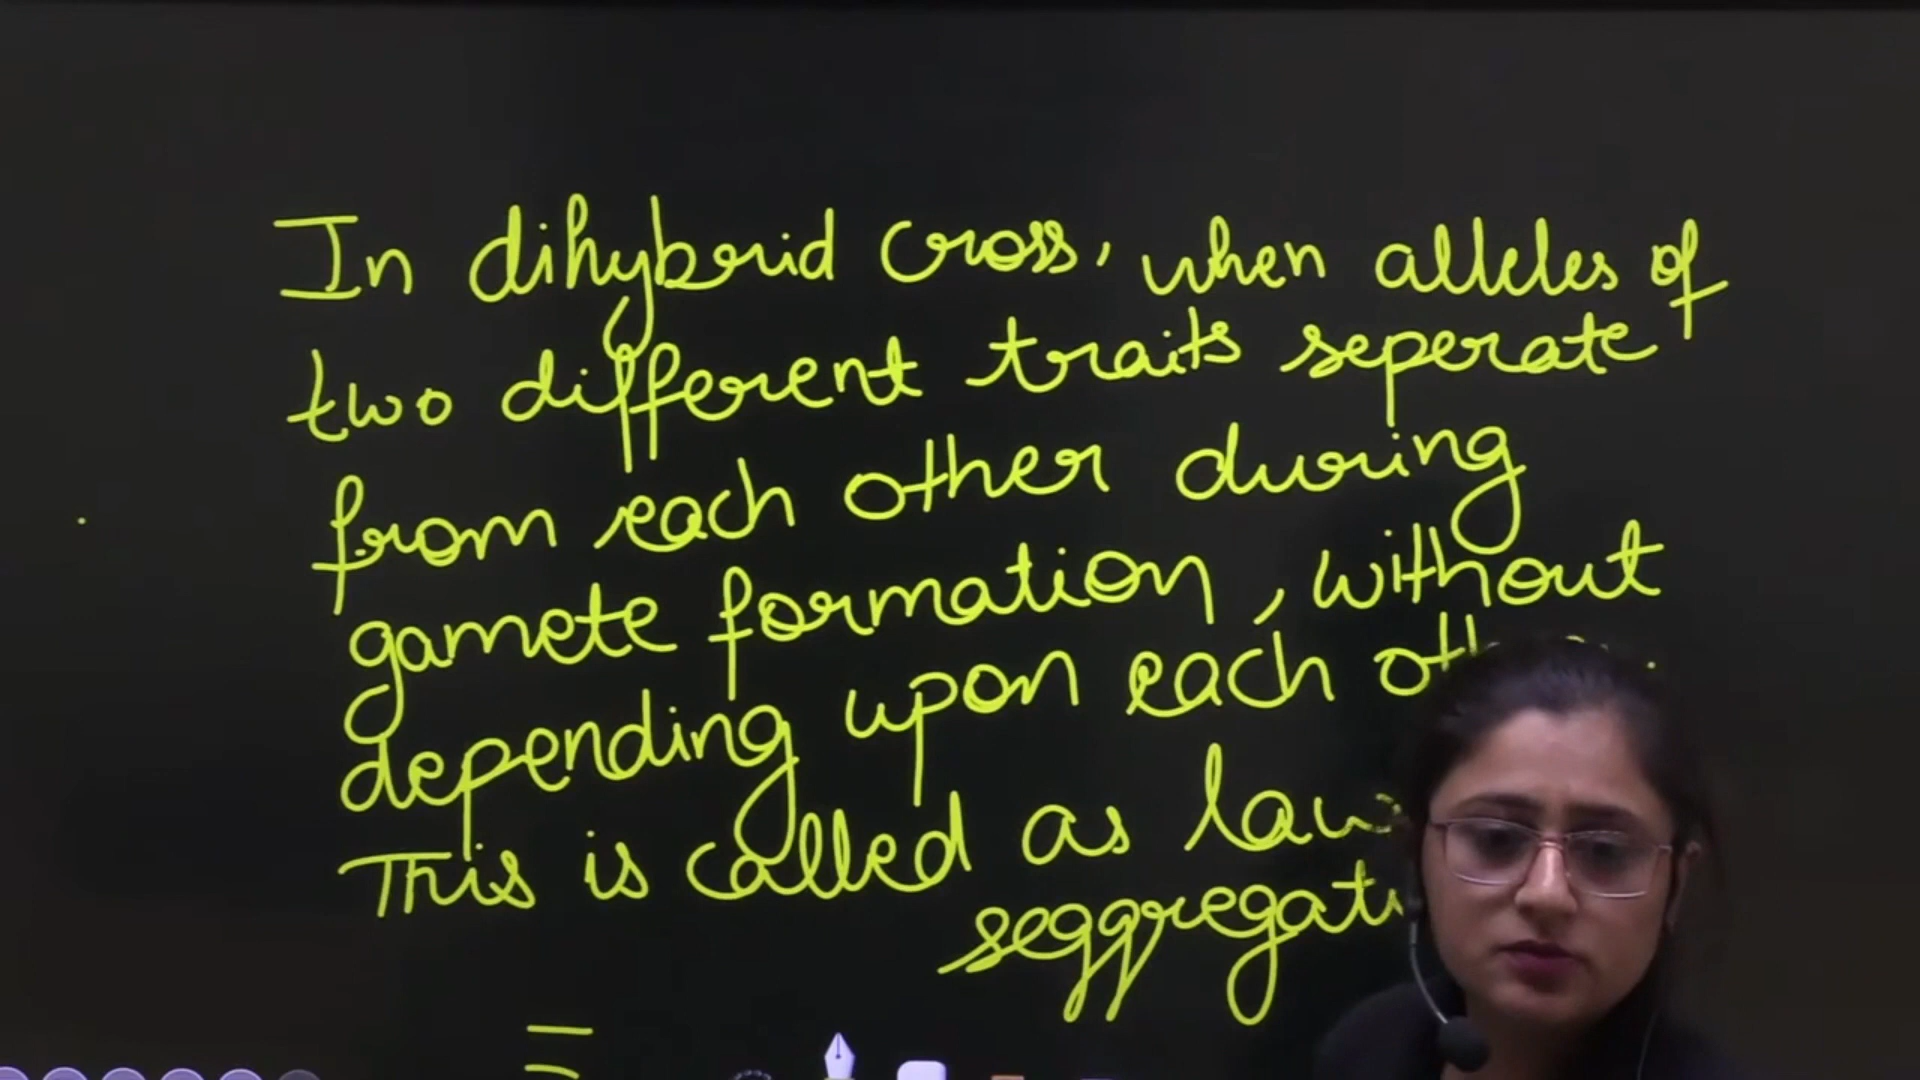 In dihybrid cross, when alleles of
two different traits seperate
from each other during
gamete formation, without
depending upon each
This is called as law